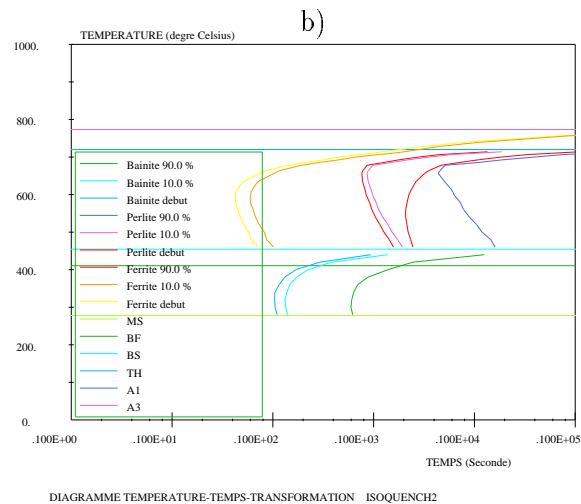 b)
TEMPERATURE (degre Celsius)
1000.
800.
600.
400.
200.
0.
Bainite 90.0 %
Bainite 10.0 %
Bainite debut
Perlite 90.0 %
Perlite 10.0 %
Perlite debut
Ferrite 90.0 %
Ferrite 10.0 %
Ferrite debut
MS
BF
BS
TH
A1
A3
.100E+00 .100E+01 .100E+02 .100E+03 .100E+04 .100E+05
TEMPS (Seconde)
DIAGRAMME TEMPERATURE-TEMPS-TRANSFORMATION ISOQUENCH2